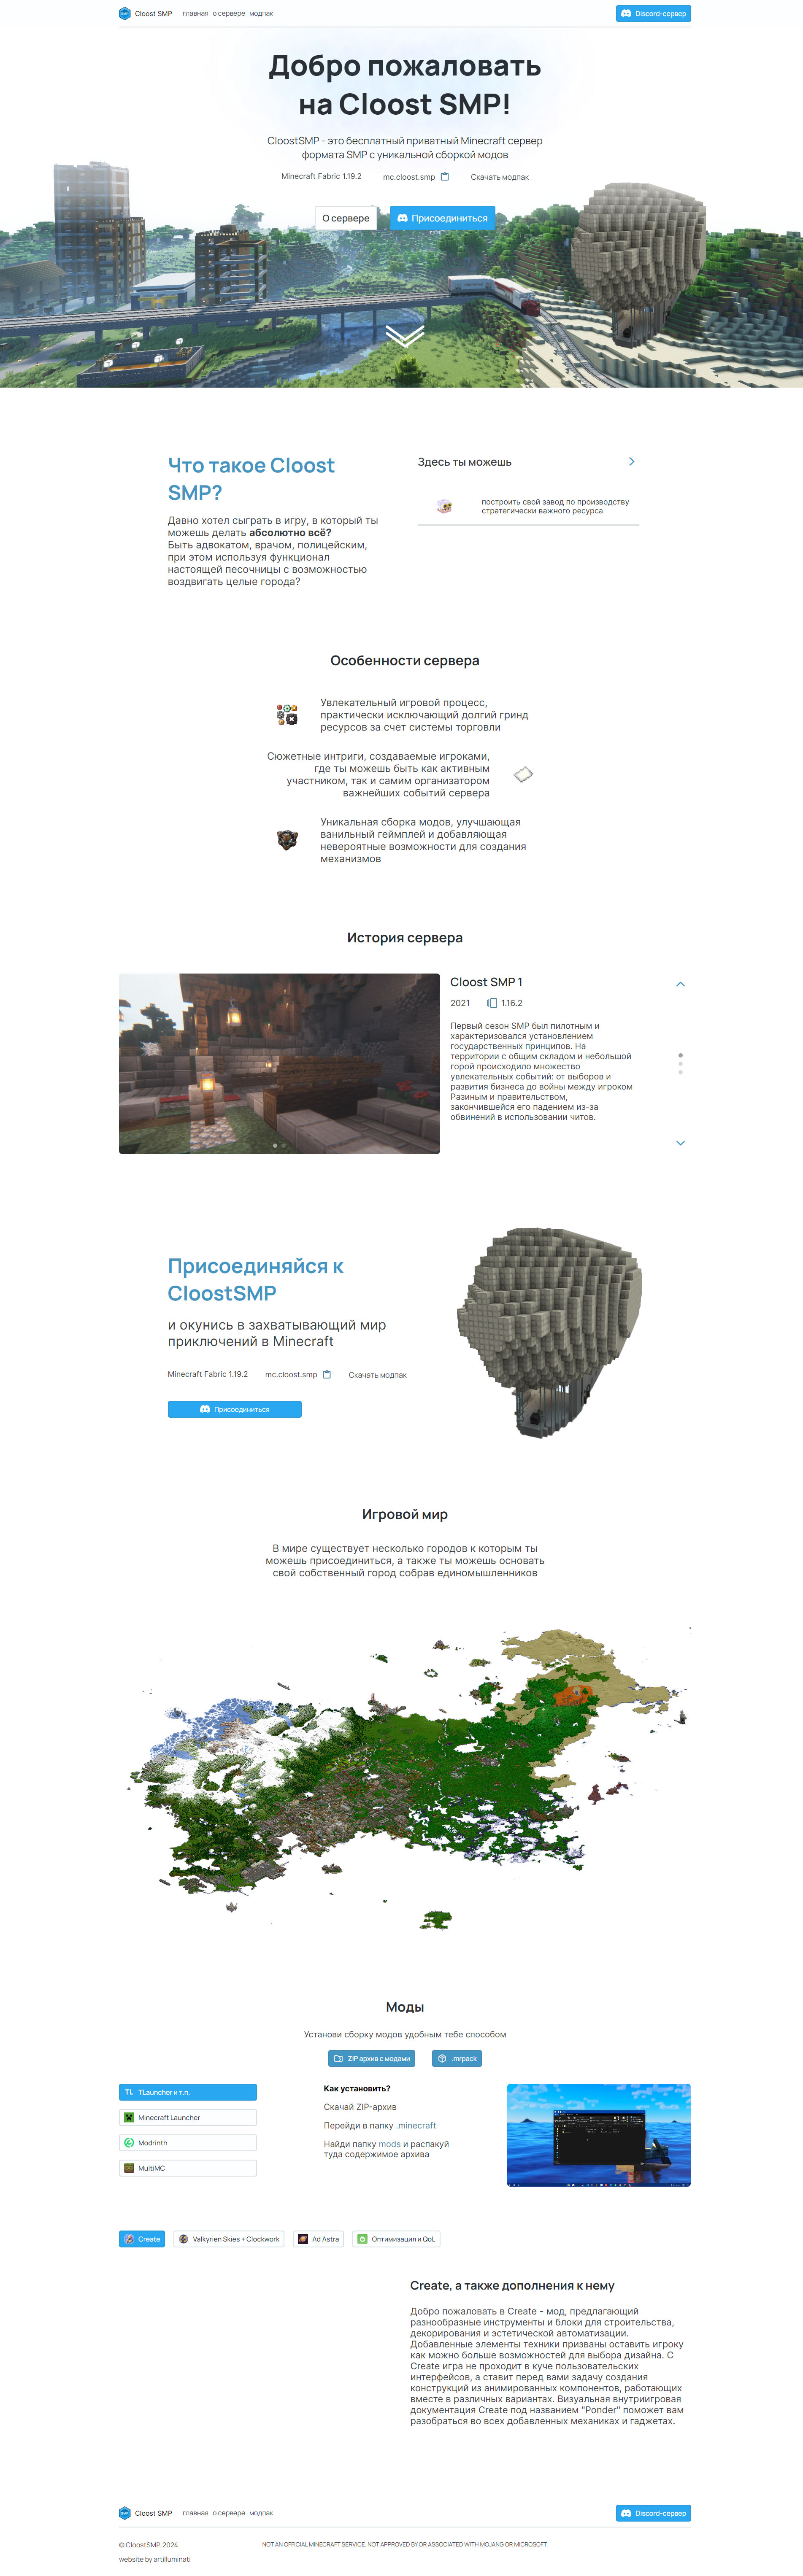 Cloost SMP
главная о сервере модпак
Discord-сервер
Добро пожаловать
на Cloost SMP!
CloostSMP - это бесплатный приватный Minecraft сервер
формата SMP с уникальной сборкой модов
Minecraft Fabric 1.19.2
mc.cloost.smp
Скачать модпак
О сервере
Присоединиться
Что такое Cloost
SMP?
Давно хотел сыграть в игру, в который ты
можешь делать абсолютно всё?
Быть адвокатом, врачом, полицейским,
при этом используя функционал
настоящей песочницы с возможностью
воздвигать целые города?
Здесь ты можешь
построить свой завод по производству
стратегически важного ресурса
Особенности сервера
Увлекательный игровой процесс,
практически исключающий долгий гринд
ресурсов за счет системы торговли
Сюжетные интриги, создаваемые игроками,
где ты можешь быть как активным
участником, так и самим организатором
важнейших событий сервера
Уникальная сборка модов, улучшающая
ванильный геймплей и добавляющая
невероятные возможности для создания
механизмов
История сервера
Cloost SMP 1
2021
1.16.2
Первый сезон SMP был пилотным и
характеризовался установлением
государственных принципов. На
территории с общим складом и небольшой
горой происходило множество
увлекательных событий: от выборов и
развития бизнеса до войны между игроком
Разиным и правительством,
закончившейся его падением из-за
обвинений в использовании читов.
Присоединяйся к
CloostSMP
и окунись в захватывающий мир
приключений в Minecraft
Minecraft Fabric 1.19.2
mc.cloost.smp
Скачать модпак
Присоединиться
Игровой мир
В мире существует несколько городов к которым ты
можешь присоединиться, а также ты можешь основать
свой собственный город собрав единомышленников
Моды
Установи сборку модов удобным тебе способом
ZIP архив с модами
.mrpack
TL TLauncher и т.п.
Minecraft Launcher
Modrinth
MultiMC
Как установить?
Скачай ZIP-архив
Перейди в папку .minecraft
Найди папку mods и распакуй
туда содержимое архива
Create
Valkyrien Skies + Clockwork
Ad Astra
Оптимизация и QoL
Create, а также дополнения к нему
Добро пожаловать в Create - мод, предлагающий
разнообразные инструменты и блоки для строительства,
декорирования и эстетической автоматизации.
Добавленные элементы техники призваны оставить игроку
как можно больше возможностей для выбора дизайна. С
Create игра не проходит в куче пользовательских
интерфейсов, а ставит перед вами задачу создания
конструкций из анимированных компонентов, работающих
вместе в различных вариантах. Визуальная внутриигровая
документация Create под названием "Ponder" поможет вам
разобраться во всех добавленных механиках и гаджетах.
Cloost SMP
главная о сервере модпак
Discord-сервер
© CloostSMP, 2024
NOT AN OFFICIAL MINECRAFT SERVICE. NOT APPROVED BY OR ASSOCIATED WITH MOJANG OR MICROSOFT.
website by artilluminati